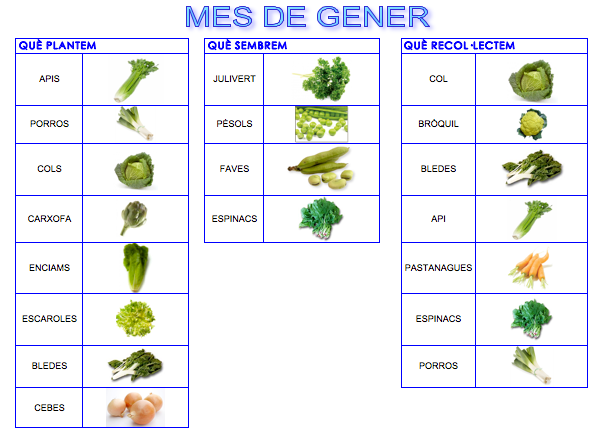 MES DE GENER
QUÈ PLANTEM
APIS
PORROS
COLS
CARXOFA
ENCIAMS
ESCAROLES
BLEDES
CEBES
QUÈ SEMBREM
JULIVERT
PÈSOLS
FAVES
ESPINACS
QUÈ RECOL·LECTEM
COL
BRÒQUIL
BLEDES
API
PASTANAGUES
ESPINACS
PORROS